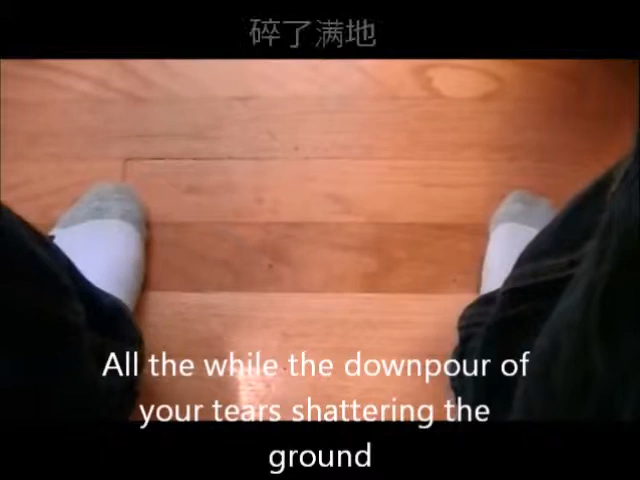 碎了满地
All the while the downpour of
your tears shattering the
ground